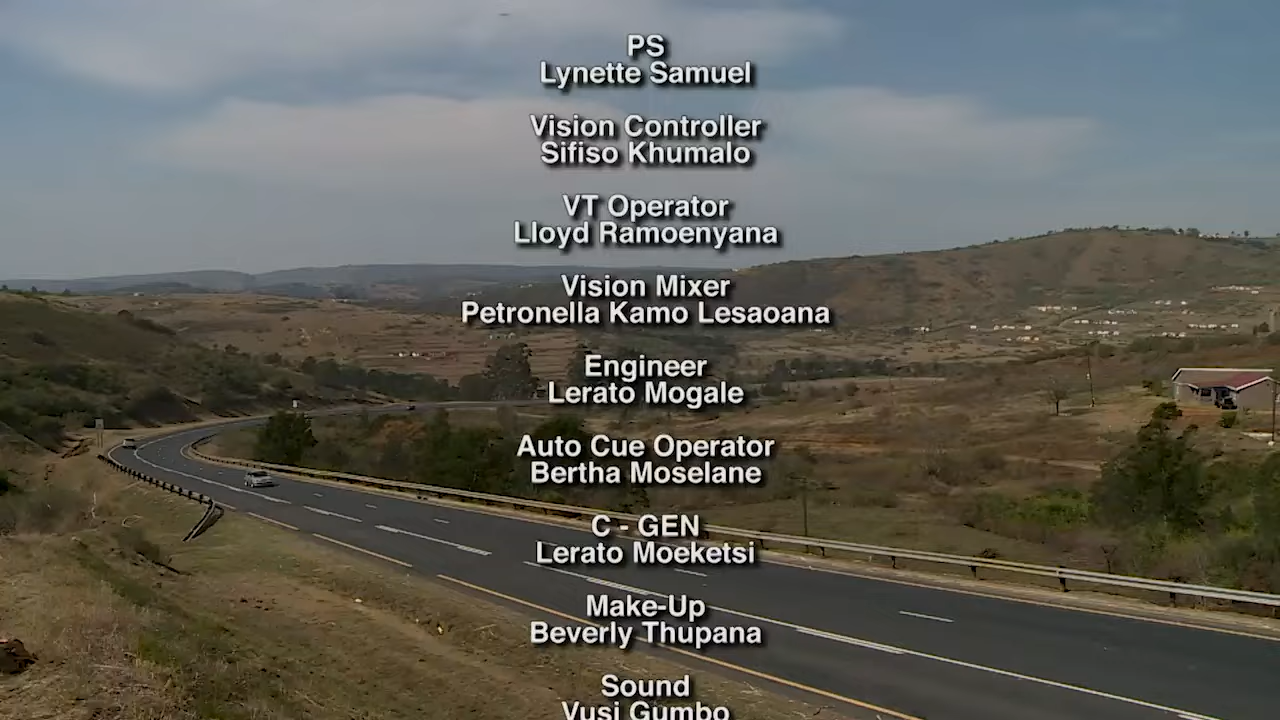 PS
Lynette Samuel
Vision Controller
Sifiso Khumalo
VT Operator
Lloyd Ramoenyana
Vision Mixer
Petronella Kamo Lesaoana
Engineer
Lerato Mogale
Auto Cue Operator
Bertha Moselane
C - GEN
Lerato Moeketsi
Make-Up
Beverly Thupana
Sound
Vusi Gumbo